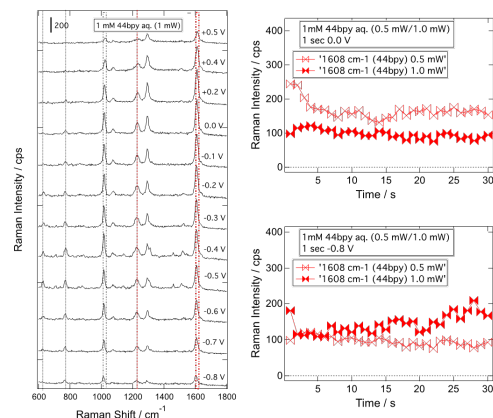 200
1 mM 44bpy aq. (1 mW)
+0.5 V
+0.4 V
+0.2 V
0.0 V
-0.1 V
-0.2 V
-0.3 V
-0.4 V
-0.5 V
-0.6 V
-0.7 V
-0.8 V
Raman Intensity / cps
600 800 1000 1200 1400 1600 1800
Raman Shift / cm-1
400
300
200
100
0
Raman Intensity / cps
1mM 44bpy aq. (0.5 mW/1.0 mW)
1 sec 0.0 V
'1608 cm-1 (44bpy) 0.5 mW'
'1608 cm-1 (44bpy) 1.0 mW'
5 10 15 20 25 30
Time / s
400
300
200
100
0
Raman Intensity / cps
1mM 44bpy aq. (0.5 mW/1.0 mW)
1 sec -0.8 V
'1608 cm-1 (44bpy) 0.5 mW'
'1608 cm-1 (44bpy) 1.0 mW'
5 10 15 20 25 30
Time / s